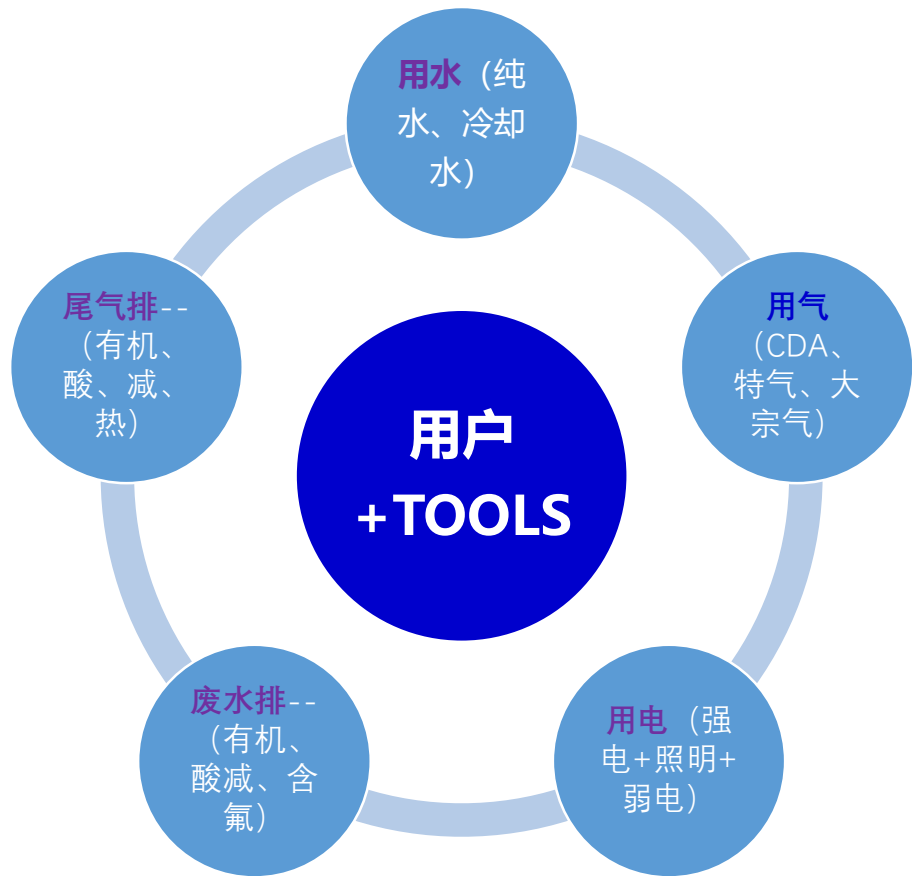 用水（纯
水、冷却
水）
用气
（CDA、
特气、大
宗气）
用电（强
电+照明+
弱电）
废水排--
（有机、
酸减、含
氟）
尾气排--
（有机、
酸、减、
热）
用户
+TOOLS